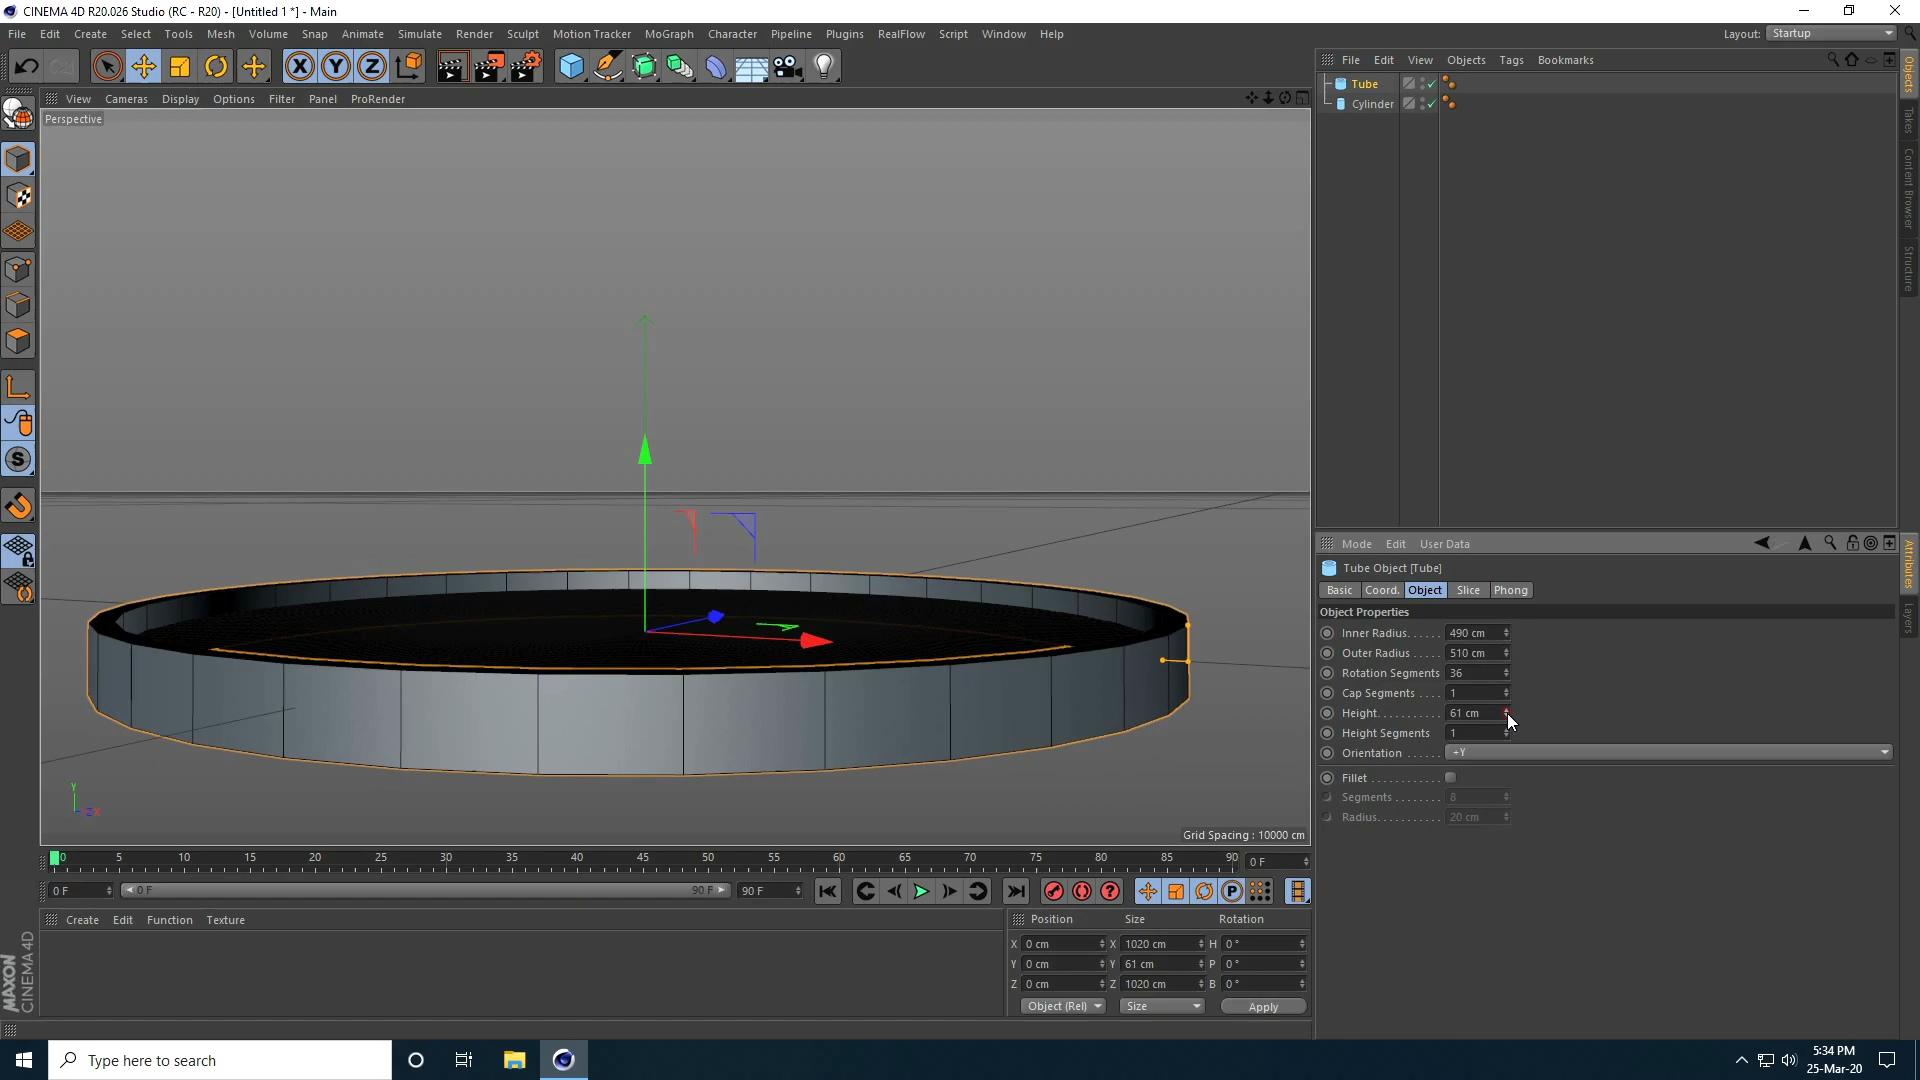 CINEMA 4D R20.026 Studio (RC - R20) - [Untitled 1 *] - Main
File Edit Create Select Tools Mesh Volume Snap Animate Simulate Render Sculpt Motion Tracker MoGraph Character Pipeline Plugins RealFlow Script Window Help Layout: Startup
File Edit View Objects Tags Bookmarks
View Cameras Display Options Filter Panel ProRender
Perspective
Tube
Cylinder
Objects
Takes
Content Browser
Structure
Mode Edit User Data
Attributes
Layers
Tube Object [Tube]
Basic Coord. Object Slice Phong
Object Properties
Inner Radius. . . . . 490 cm
Outer Radius . . . . . 510 cm
Rotation Segments 36
Cap Segments . . . . 1
Height. . . . . . . . . . 61 cm
Height Segments 1
Orientation . . . . . . +Y
Fillet . . . . . . . . . . .
Segments . . . . . . . . 8
Radius. . . . . . . . . . 20 cm
Y
Z X
Grid Spacing : 10000 cm
0 5 10 15 20 25 30 35 40 45 50 55 60 65 70 75 80 85 90 0 F
0 F 0 F 90 F 90 F
Create Edit Function Texture
Position Size Rotation
X 0 cm X 1020 cm H 0 °
Y 0 cm Y 61 cm P 0 °
Z 0 cm Z 1020 cm B 0 °
Object (Rel) Size Apply
MAXON
CINEMA 4D
Type here to search
5:34 PM
25-Mar-20